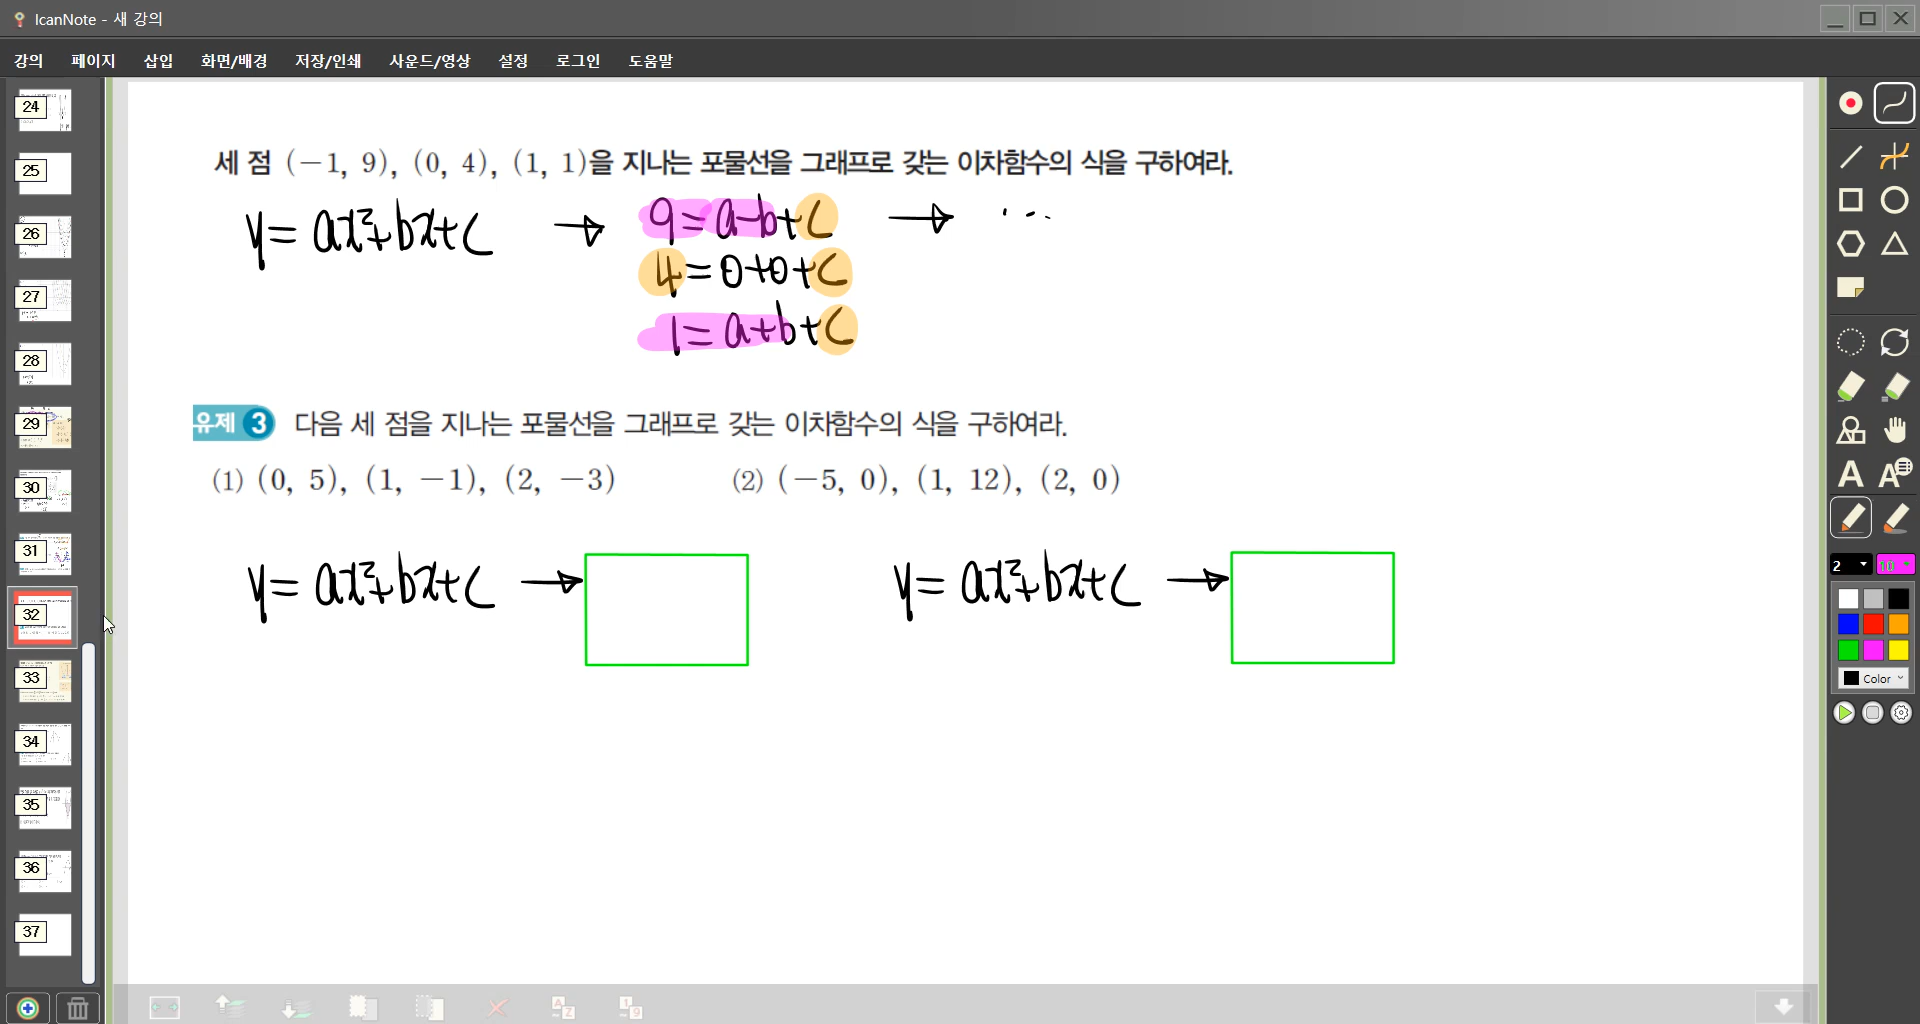 IcanNote - 새 강의
강의 페이지 삽입 화면/배경 저장/인쇄 사운드/영상 설정 로그인 도움말
24
25
26
27
28
29
30
31
32
33
34
35
36
37
세 점 (−1, 9), (0, 4), (1, 1)을 지나는 포물선을 그래프로 갖는 이차함수의 식을 구하여라.
y = ax²+bx+c → 9 = a-b+c → ...
4 = 0+0+c
1 = a+b+c
유제 3 다음 세 점을 지나는 포물선을 그래프로 갖는 이차함수의 식을 구하여라.
(1) (0, 5), (1, −1), (2, −3) (2) (−5, 0), (1, 12), (2, 0)
y = ax²+bx+c → y = ax²+bx+c →
A A
2 10
Color